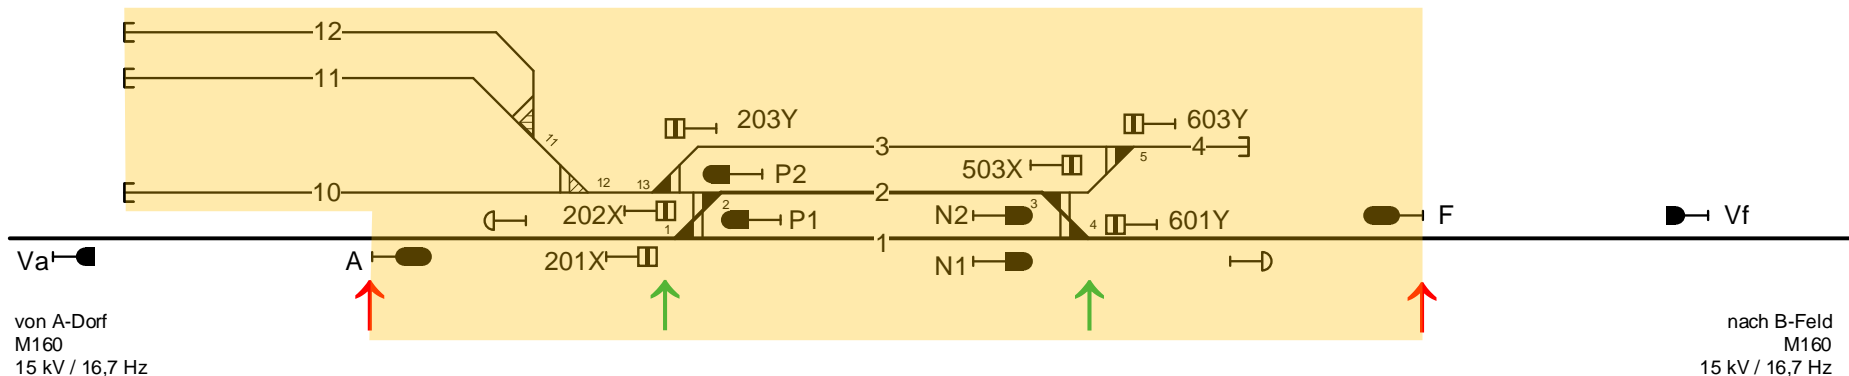 12
11
203Y
603Y
3
4
11
5
503X
P2
12
13
10
2
202X
2
P1
N2
3
601Y
F
Vf
1
4
1
Va
A
201X
N1
von A-Dorf
M160
15 kV / 16,7 Hz
nach B-Feld
M160
15 kV / 16,7 Hz